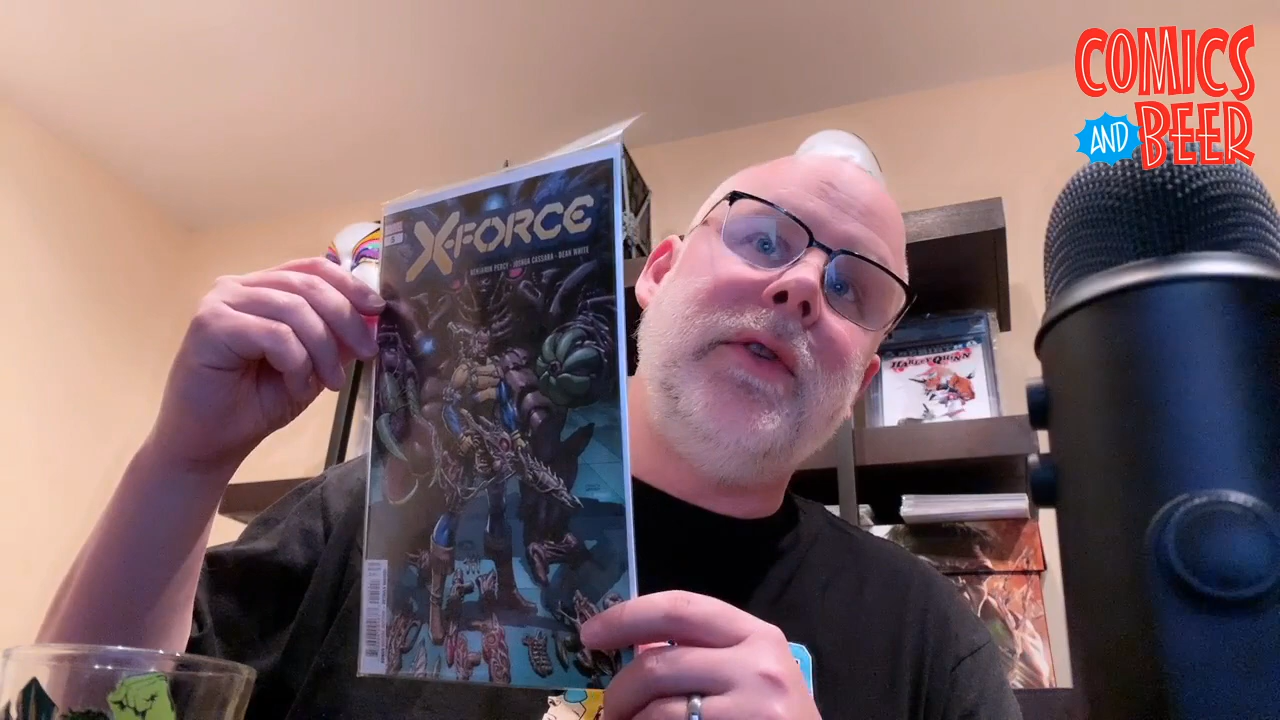 COMICS
AND
BEER
X-FORCE
BENJAMIN PERCY • JOSHUA CASSARA • DEAN WHITE
HARLEY QUINN